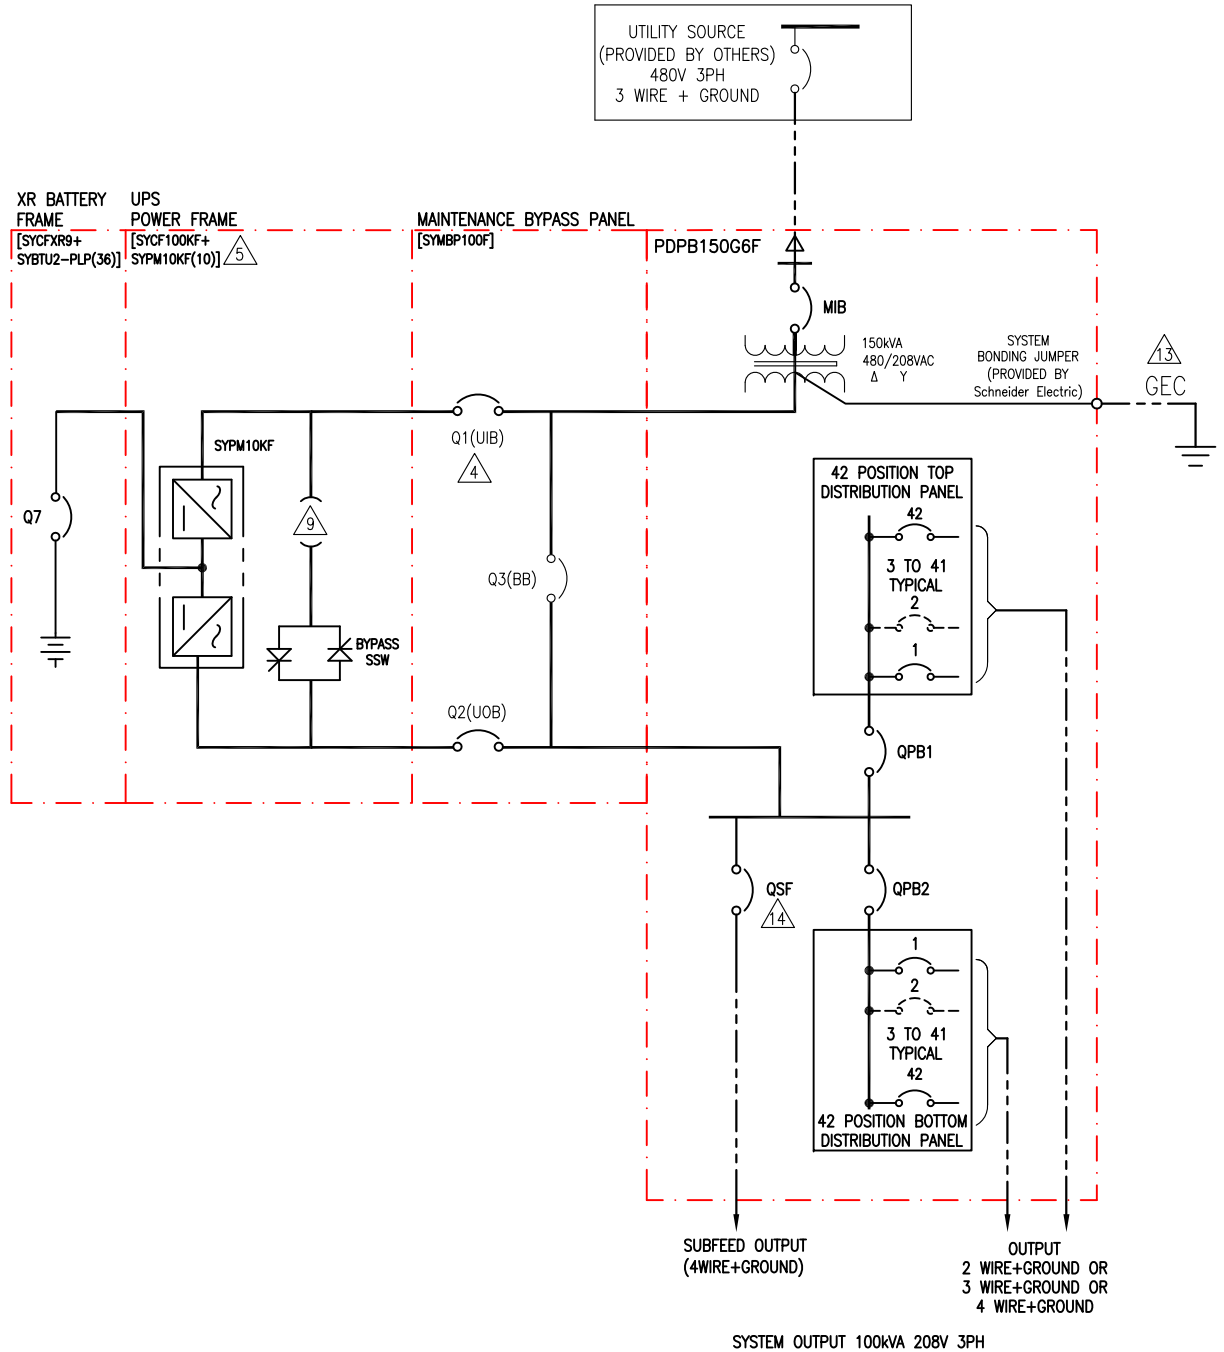 UTILITY SOURCE
(PROVIDED BY OTHERS)
480V 3PH
3 WIRE + GROUND
XR BATTERY
FRAME
[SYCFXR9+
SYBTU2-PLP(36)]
UPS
POWER FRAME
[SYCF100KF+
SYPM10KF(10)]
5
MAINTENANCE BYPASS PANEL
[SYMBP100F]
PDPB150G6F
MIB
150kVA
480/208VAC
Δ Y
SYSTEM
BONDING JUMPER
(PROVIDED BY
Schneider Electric)
13
GEC
SYPM10KF
Q1(UIB)
4
Q7
9
Q3(BB)
BYPASS
SSW
Q2(UOB)
42 POSITION TOP
DISTRIBUTION PANEL
42
3 TO 41
TYPICAL
2
1
QPB1
QSF
14
QPB2
1
2
3 TO 41
TYPICAL
42
42 POSITION BOTTOM
DISTRIBUTION PANEL
SUBFEED OUTPUT
(4WIRE+GROUND)
OUTPUT
2 WIRE+GROUND OR
3 WIRE+GROUND OR
4 WIRE+GROUND
SYSTEM OUTPUT 100kVA 208V 3PH